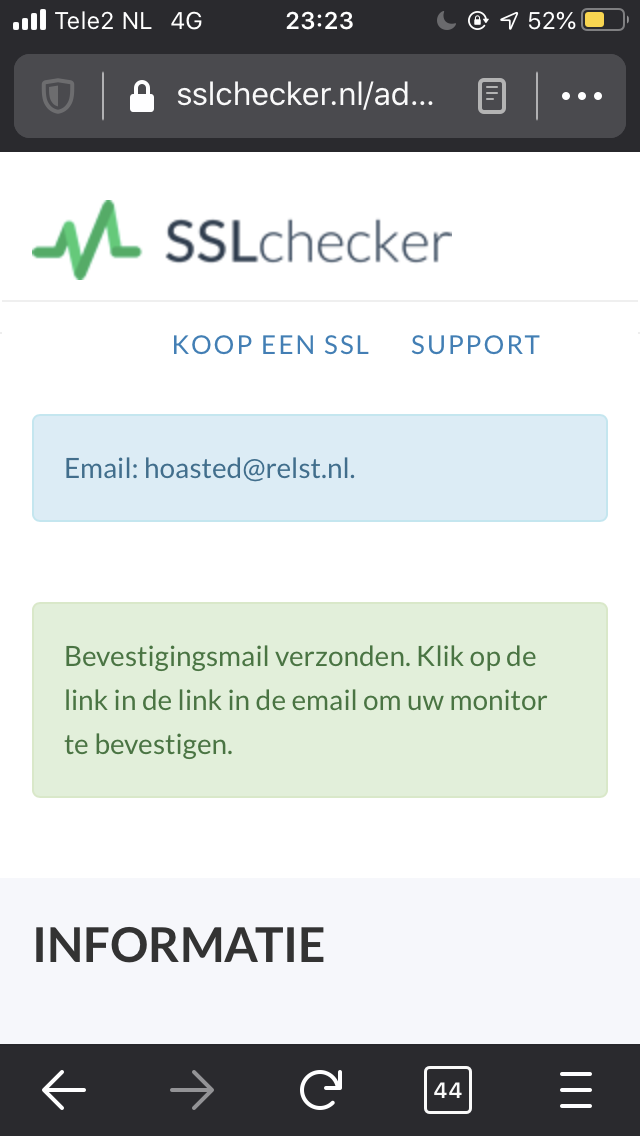 Tele2 NL 4G 23:23 52%
sslchecker.nl/ad...
SSLchecker
KOOP EEN SSL SUPPORT
Email: hoasted@relst.nl.
Bevestigingsmail verzonden. Klik op de
link in de link in de email om uw monitor
te bevestigen.
INFORMATIE
44